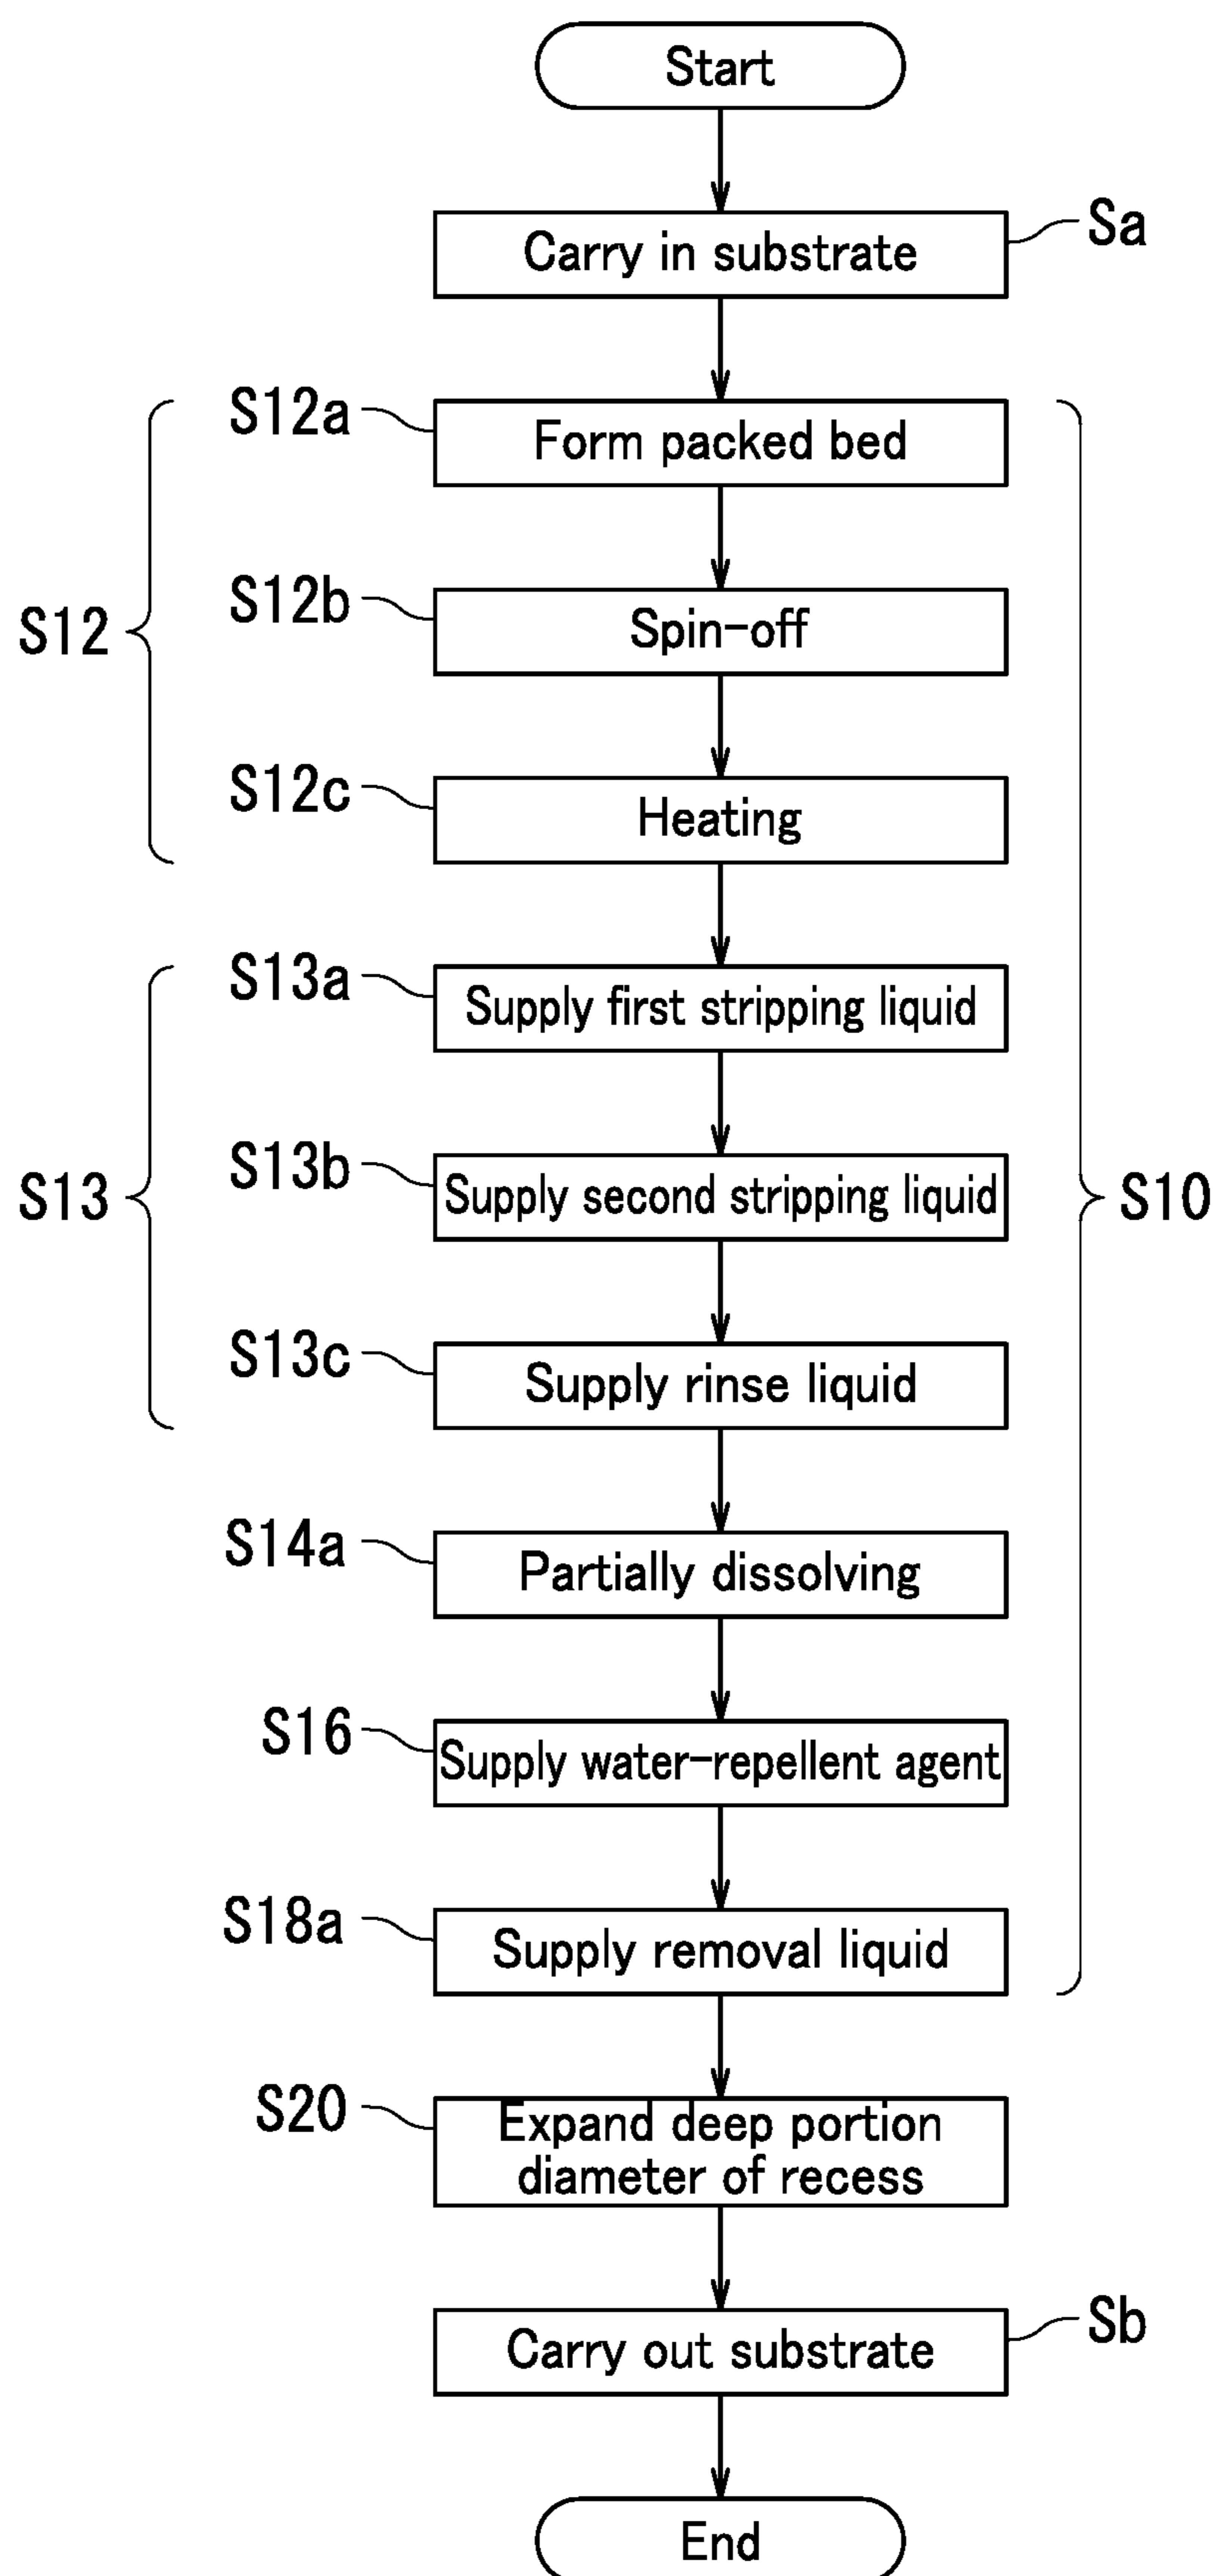 Start
Carry in substrate
Sa
S12a
Form packed bed
S12b
Spin-off
S12
S12c
Heating
S13a
Supply first stripping liquid
S13b
Supply second stripping liquid
S13
S10
S13c
Supply rinse liquid
S14a
Partially dissolving
S16
Supply water-repellent agent
S18a
Supply removal liquid
S20
Expand deep portion
diameter of recess
Carry out substrate
Sb
End